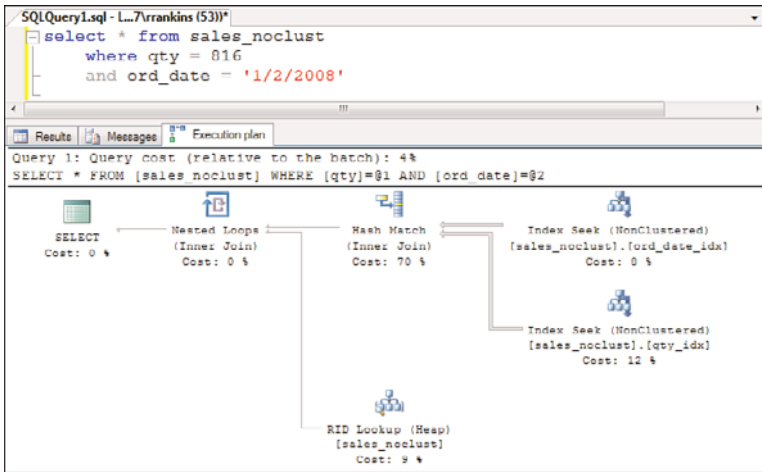 SQLQuery1.sql - L...7\rrankins (53))*
select * from sales_noclust
where qty = 816
and ord_date = '1/2/2008'
Results Messages Execution plan
Query 1: Query cost (relative to the batch): 4%
SELECT * FROM [sales_noclust] WHERE [qty]=@1 AND [ord_date]=@2
SELECT
Cost: 0 %
Nested Loops
(Inner Join)
Cost: 0 %
Hash Match
(Inner Join)
Cost: 70 %
Index Seek (NonClustered)
[sales_noclust].[ord_date_idx]
Cost: 8 %
Index Seek (NonClustered)
[sales_noclust].[qty_idx]
Cost: 12 %
RID Lookup (Heap)
[sales_noclust]
Cost: 9 %